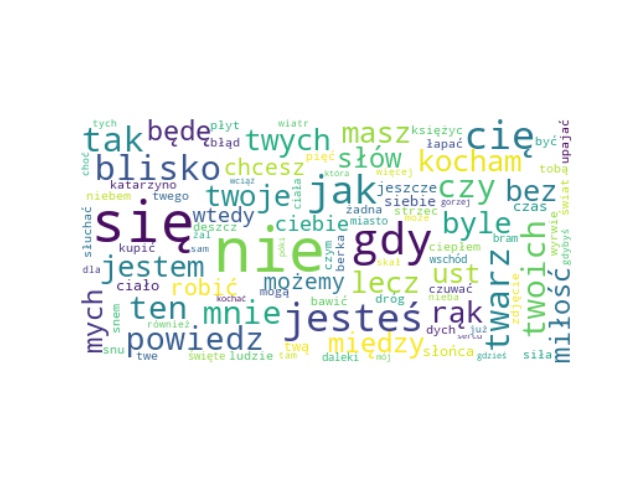 tych
wiatr
tak
będę
płyt
błąd
twych
masz
księżyc
cię
upajać
choć
blisko
chcesz
pięć
słów
łapać
być
kocham
więcej
która
tobą
świat
katarzyno
wciąż
twoje
ciała
jak
jeszcze
czy
bez
niebem
twego
siebie
czas
się
wtedy
żadna
strzec
gorzej
słuchać
deszcz
żal
ciebie
miasto
może
byle
twoich
wyrwie
gdybyś
nie
gdy
kupić
sam
póki
czym
berka
ciepłem
bram
dla
jestem
skał
wschód
twarz
miłość
ciało
robić
możemy
lecz
ust
czuwać
zdjęcie
mych
ten
kochać
mogą
bawić
dróg
nieba
snem
mnie
jesteś
rąk
również
dych
już
sercu
snu
powiedz
twą
między
słońca
twe
święte
ludzie
tam
daleki
mój
gdzieś
siła